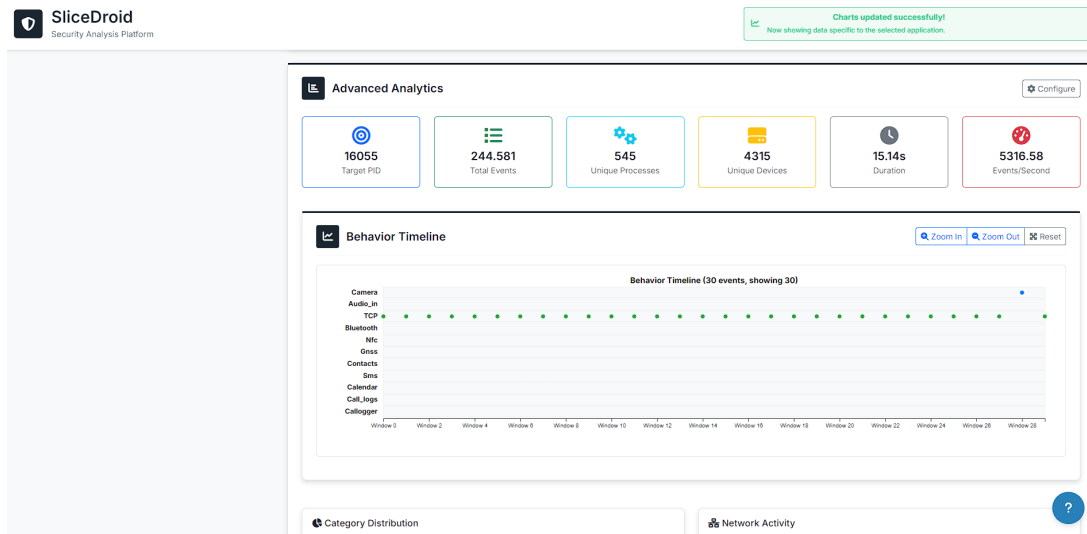 SliceDroid
Security Analysis Platform
Charts updated successfully!
Now showing data specific to the selected application.
Advanced Analytics
Configure
16055
Target PID
244.581
Total Events
545
Unique Processes
4315
Unique Devices
15.14s
Duration
5316.58
Events/Second
Behavior Timeline
Zoom In
Zoom Out
Reset
Behavior Timeline (30 events, showing 30)
Camera
Audio_in
TCP
Bluetooth
Nfc
Gnss
Contacts
Sms
Calendar
Call_logs
Callogger
Window 0 Window 2 Window 4 Window 6 Window 8 Window 10 Window 12 Window 14 Window 16 Window 18 Window 20 Window 22 Window 24 Window 26 Window 28
Category Distribution
Network Activity
?